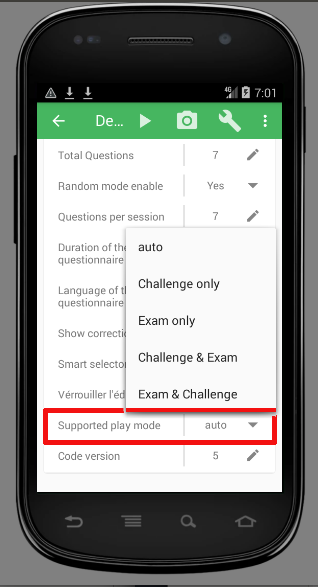 4G 7:01
De...
Total Questions 7
Random mode enable Yes
Questions per session 7
Duration of the
questionnaire
auto
Language of th
questionnaire
Challenge only
Show correctio
Exam only
Smart selector
Challenge & Exam
Vérrouiller l'éd
Exam & Challenge
Supported play mode auto
Code version 5